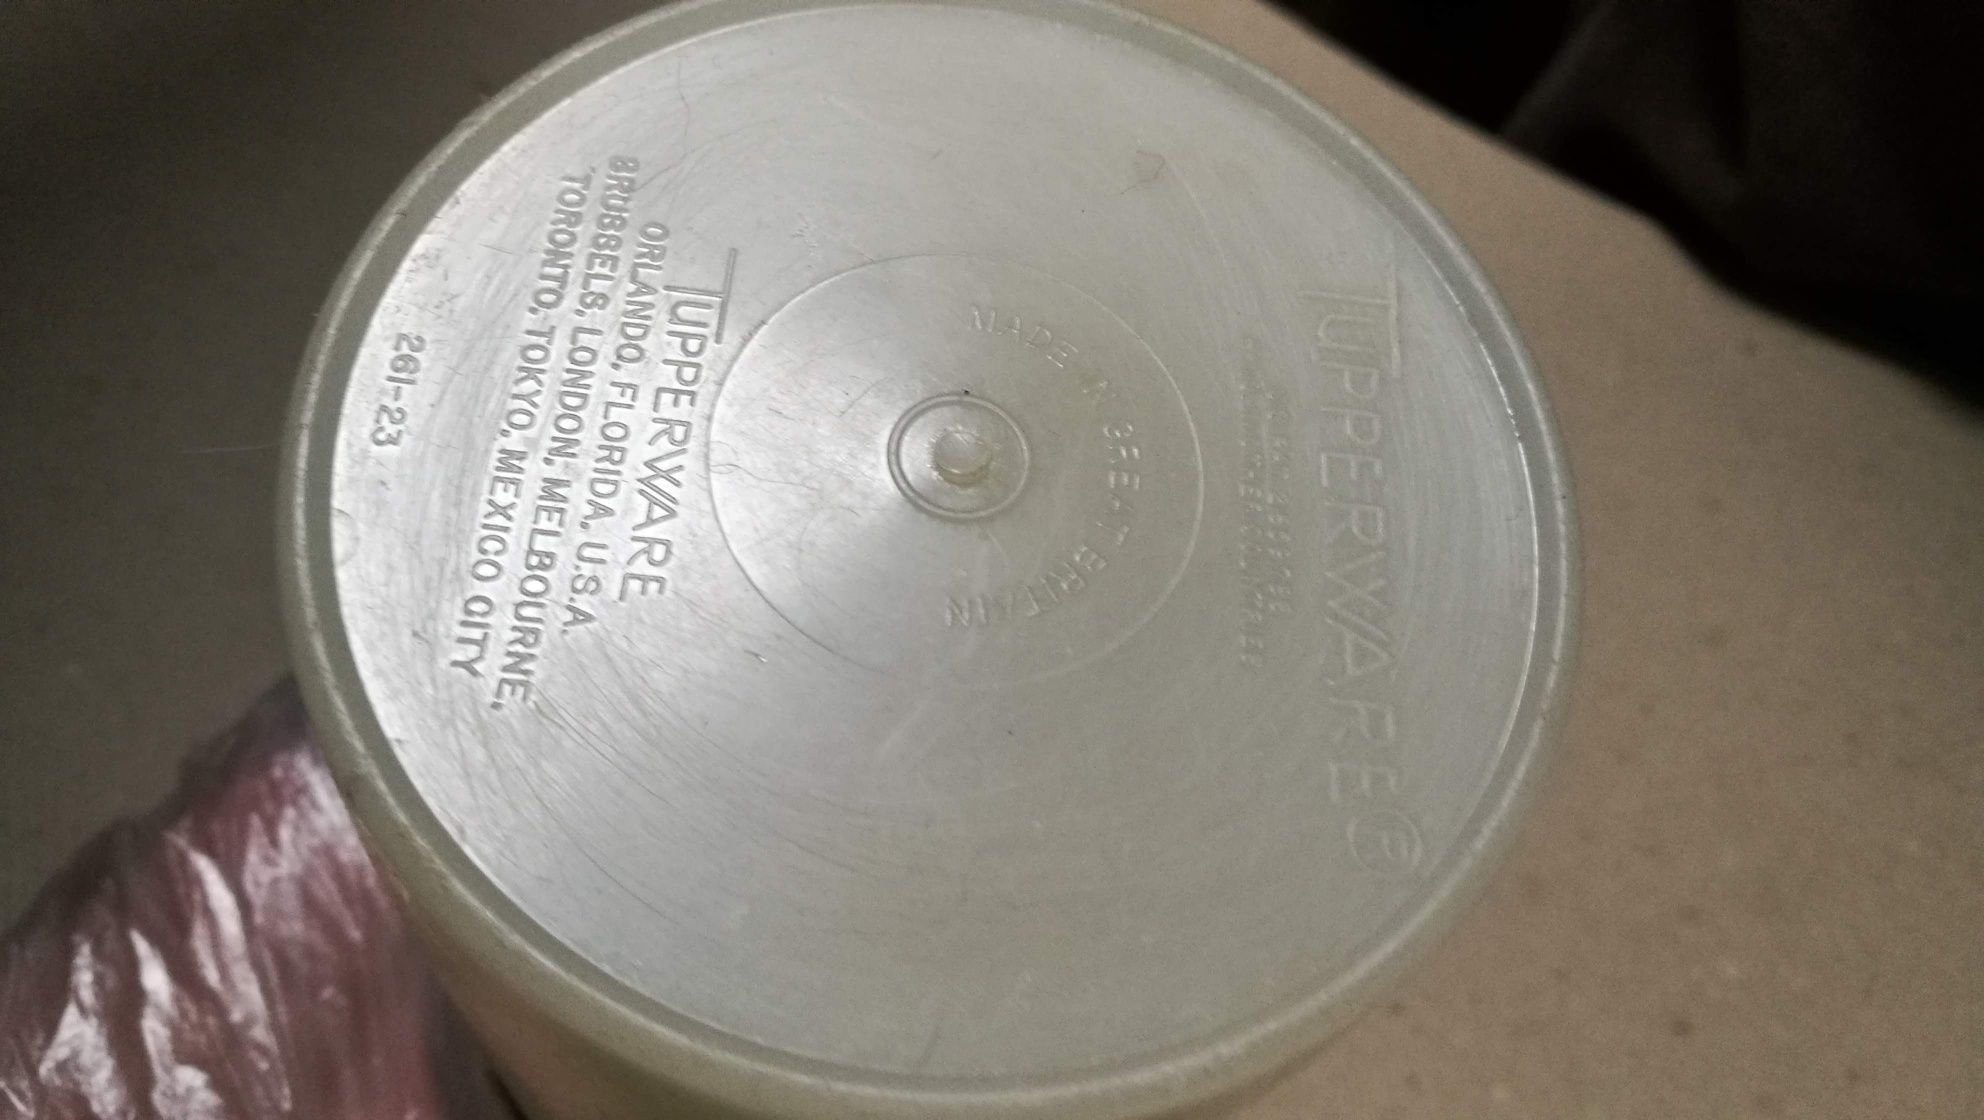 TUPPERWARE®
MADE IN GREAT BRITAIN
TUPPERWARE
ORLANDO, FLORIDA, U.S.A.
BRUSSELS, LONDON, MELBOURNE,
TORONTO, TOKYO, MEXICO CITY
261-23